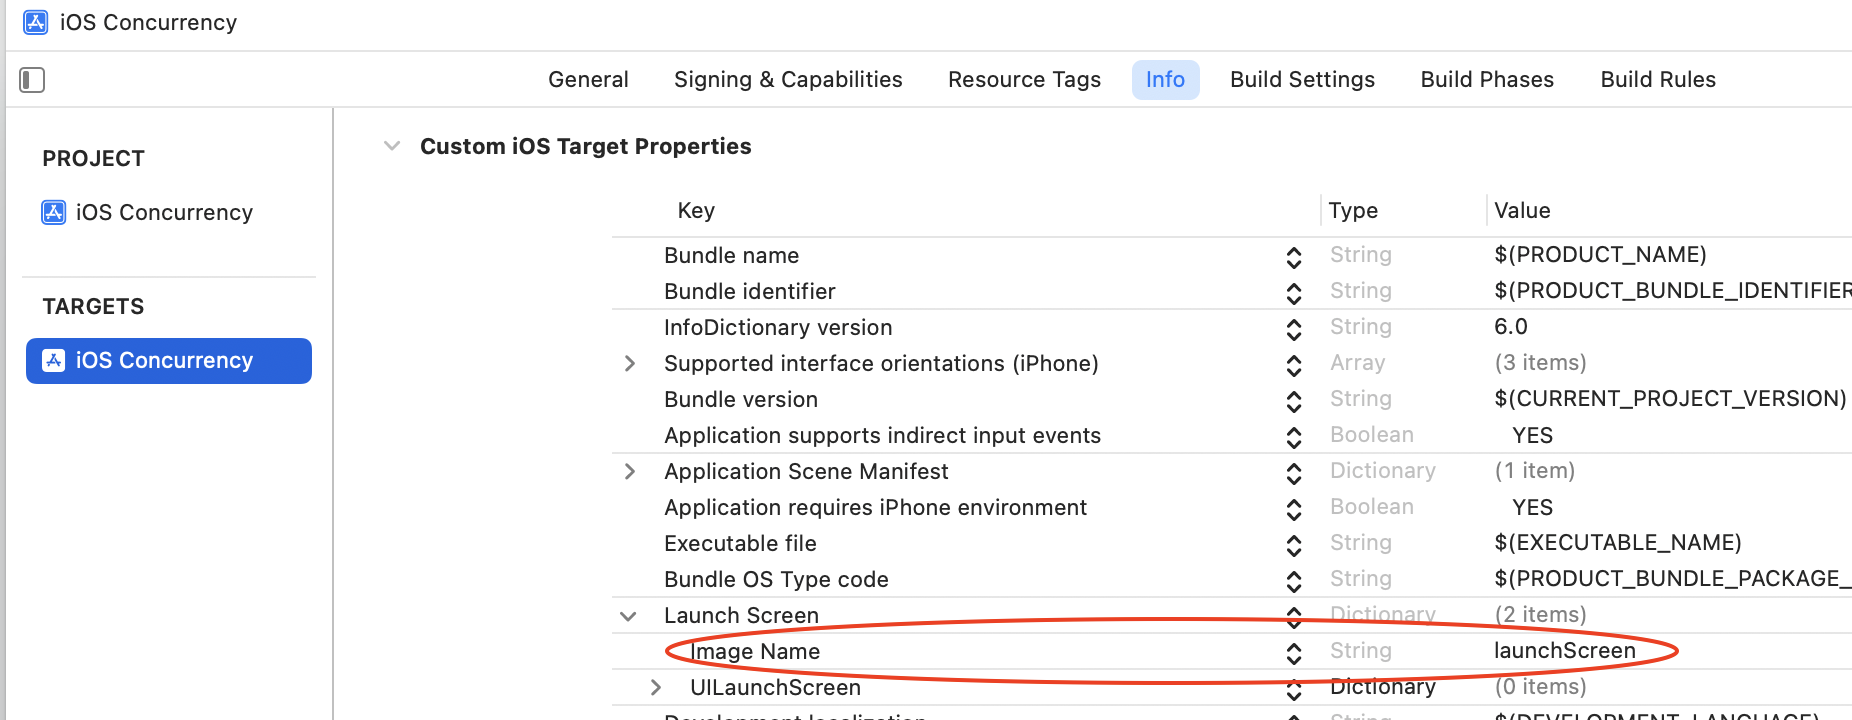 iOS Concurrency
General Signing & Capabilities Resource Tags Info Build Settings Build Phases Build Rules
PROJECT
iOS Concurrency
TARGETS
iOS Concurrency
Custom iOS Target Properties
Key Type Value
Bundle name String $(PRODUCT_NAME)
Bundle identifier String $(PRODUCT_BUNDLE_IDENTIFIER
InfoDictionary version String 6.0
Supported interface orientations (iPhone) Array (3 items)
Bundle version String $(CURRENT_PROJECT_VERSION)
Application supports indirect input events Boolean YES
Application Scene Manifest Dictionary (1 item)
Application requires iPhone environment Boolean YES
Executable file String $(EXECUTABLE_NAME)
Bundle OS Type code String $(PRODUCT_BUNDLE_PACKAGE_
Launch Screen Dictionary (2 items)
Image Name String launchScreen
UILaunchScreen Dictionary (0 items)
Development localization String $(DEVELOPMENT_LANGUAGE)